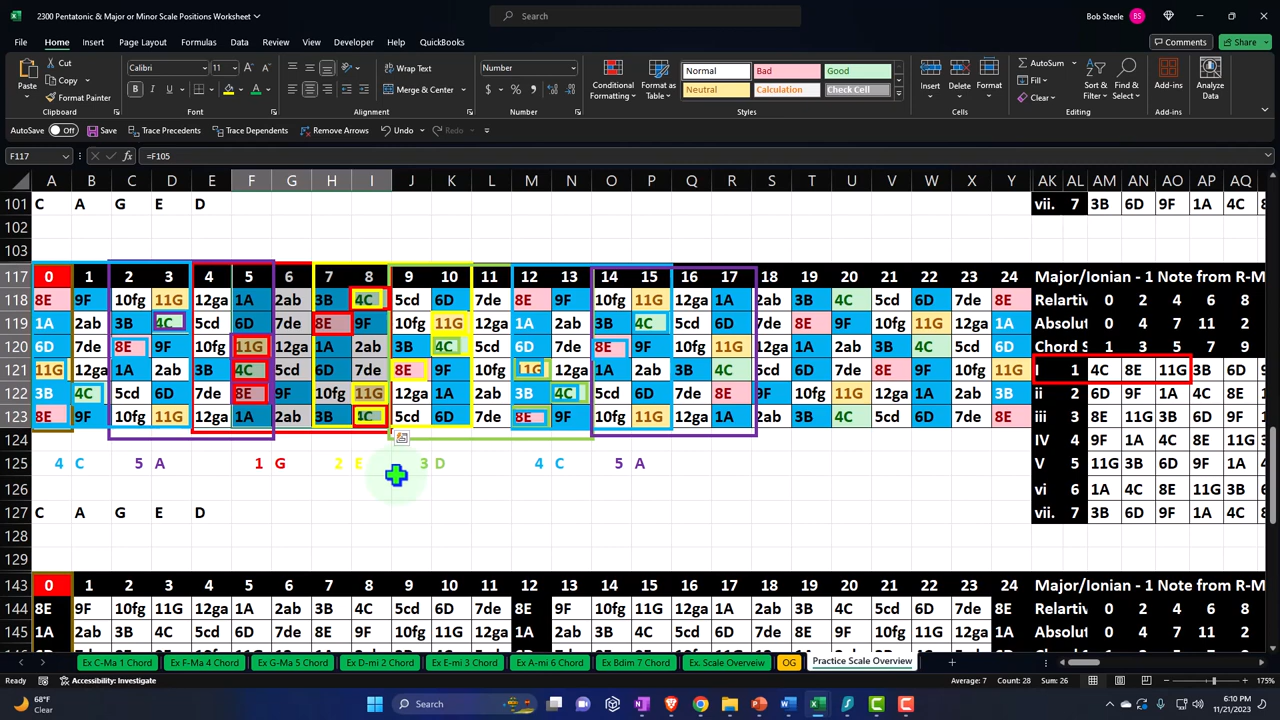 2300 Pentatonic & Major or Minor Scale Positions Worksheet
Search
Bob Steele
BS
File Home Insert Page Layout Formulas Data Review View Developer Help QuickBooks
Comments
Share
Cut
Copy
Format Painter
Paste
Clipboard
Calibri 11
Font
Wrap Text
Merge & Center
Alignment
Number
Number
Conditional Formatting
Format as Table
Normal Bad Good
Neutral Calculation Check Cell
Styles
Insert Delete Format
Cells
AutoSum
Fill
Clear
Sort & Filter
Find & Select
Editing
Add-ins
Add-ins
Analyze Data
AutoSave Off Save Trace Precedents Trace Dependents Remove Arrows Undo Redo
F117 fx =F105
A B C D E F G H I J K L M N O P Q R S T U V W X Y AK AL AM AN AO AP AQ
101 C A G E D vii. 7 3B 6D 9F 1A 4C
102
103
117 0 1 2 3 4 5 6 7 8 9 10 11 12 13 14 15 16 17 18 19 20 21 22 23 24 Major/Ionian - 1 Note from R-M
118 8E 9F 10fg 11G 12ga 1A 2ab 3B 4C 5cd 6D 7de 8E 9F 10fg 11G 12ga 1A 2ab 3B 4C 5cd 6D 7de 8E Relartiv 0 2 4 6 8
119 1A 2ab 3B 4C 5cd 6D 7de 8E 9F 10fg 11G 12ga 1A 2ab 3B 4C 5cd 6D 7de 8E 9F 10fg 11G 12ga 1A Absolut 0 4 7 11 2
120 6D 7de 8E 9F 10fg 11G 12ga 1A 2ab 3B 4C 5cd 6D 7de 8E 9F 10fg 11G 12ga 1A 2ab 3B 4C 5cd 6D Chord S 1 3 5 7 9
121 11G 12ga 1A 2ab 3B 4C 5cd 6D 7de 8E 9F 10fg 11G 12ga 1A 2ab 3B 4C 5cd 6D 7de 8E 9F 10fg 11G I 1 4C 8E 11G 3B 6D
122 3B 4C 5cd 6D 7de 8E 9F 10fg 11G 12ga 1A 2ab 3B 4C 5cd 6D 7de 8E 9F 10fg 11G 12ga 1A 2ab 3B ii 2 6D 9F 1A 4C 8E
123 8E 9F 10fg 11G 12ga 1A 2ab 3B 4C 5cd 6D 7de 8E 9F 10fg 11G 12ga 1A 2ab 3B 4C 5cd 6D 7de 8E iii 3 8E 11G 3B 6D 9F
124 IV 4 9F 1A 4C 8E 11G
125 4 C 5 A 1 G 2 E 3 D 4 C 5 A V 5 11G 3B 6D 9F 1A
126 vi 6 1A 4C 8E 11G 3B
127 C A G E D vii. 7 3B 6D 9F 1A 4C
128
129
143 0 1 2 3 4 5 6 7 8 9 10 11 12 13 14 15 16 17 18 19 20 21 22 23 24 Major/Ionian - 1 Note from R-M
144 8E 9F 10fg 11G 12ga 1A 2ab 3B 4C 5cd 6D 7de 8E 9F 10fg 11G 12ga 1A 2ab 3B 4C 5cd 6D 7de 8E Relartiv 0 2 4 6 8
145 1A 2ab 3B 4C 5cd 6D 7de 8E 9F 10fg 11G 12ga 1A 2ab 3B 4C 5cd 6D 7de 8E 9F 10fg 11G 12ga 1A Absolut 0 4 7 11 2
Ex C-Ma 1 Chord Ex F-Ma 4 Chord Ex G-Ma 5 Chord Ex D-mi 2 Chord Ex E-mi 3 Chord Ex A-mi 6 Chord Ex Bdim 7 Chord Ex. Scale Overveiw OG Practice Scale Overview
Ready Accessibility: Investigate Average: 7 Count: 28 Sum: 26 175%
68°F
Clear
Search
6:10 PM
11/21/2023